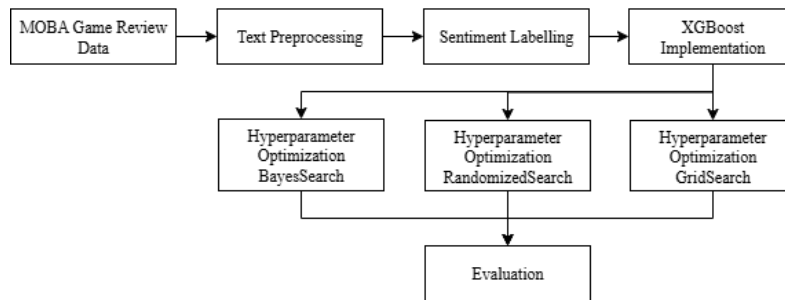 MOBA Game Review
Data
Text Preprocessing
Sentiment Labelling
XGBoost
Implementation
Hyperparameter
Optimization
BayesSearch
Hyperparameter
Optimization
RandomizedSearch
Hyperparameter
Optimization
GridSearch
Evaluation